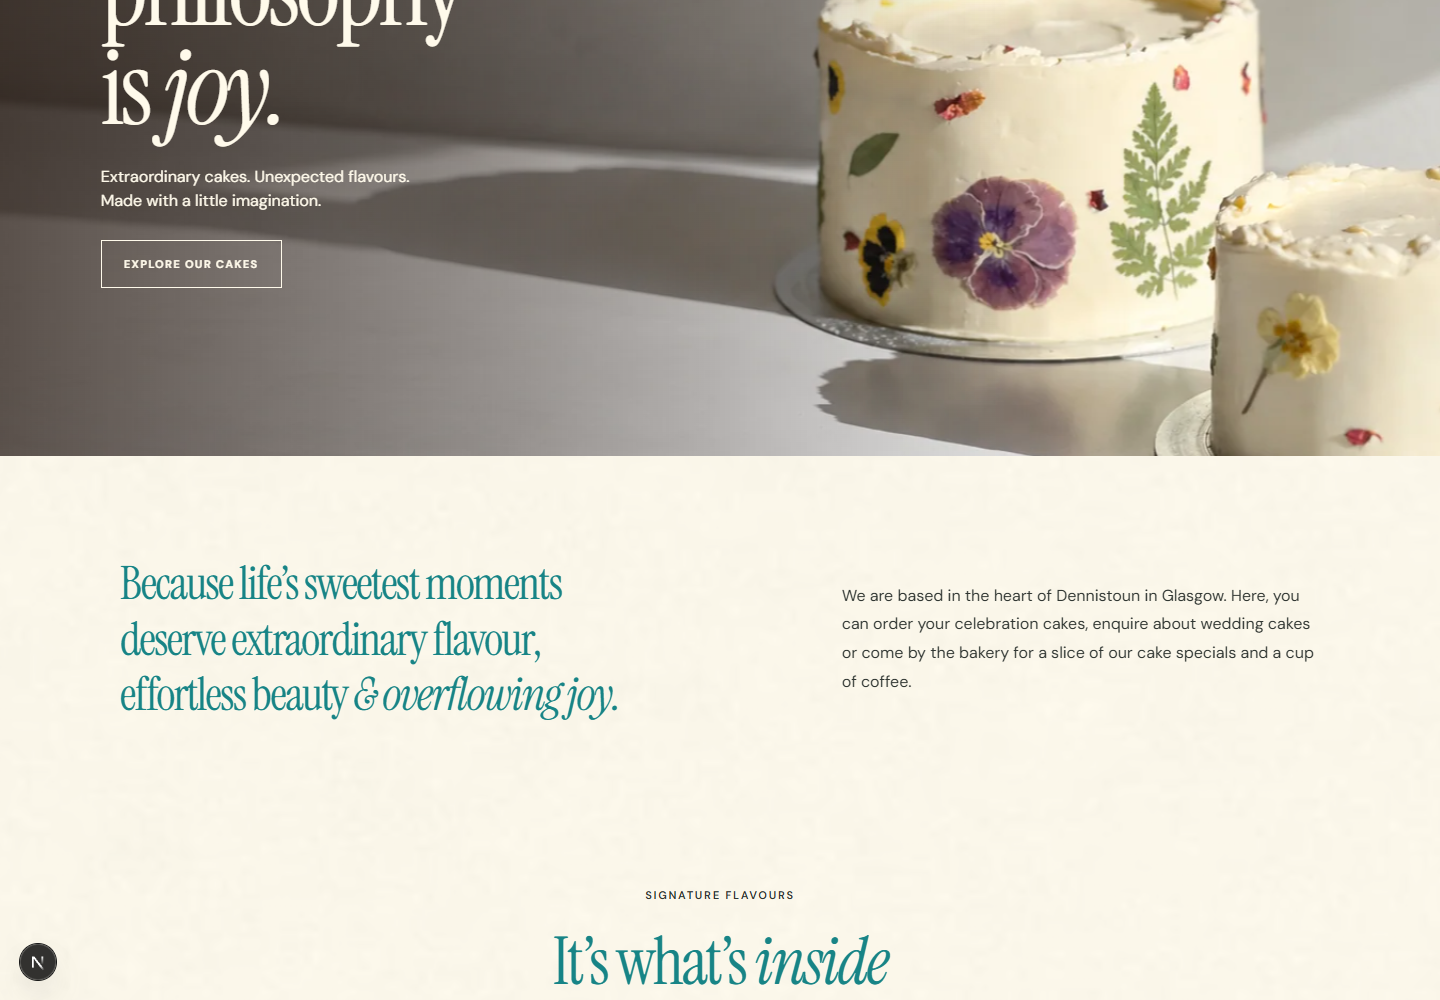 philosophy
is joy.
Extraordinary cakes. Unexpected flavours.
Made with a little imagination.
EXPLORE OUR CAKES
Because life’s sweetest moments
deserve extraordinary flavour,
effortless beauty & overflowing joy.
We are based in the heart of Dennistoun in Glasgow. Here, you
can order your celebration cakes, enquire about wedding cakes
or come by the bakery for a slice of our cake specials and a cup
of coffee.
SIGNATURE FLAVOURS
It’s what’s inside
N